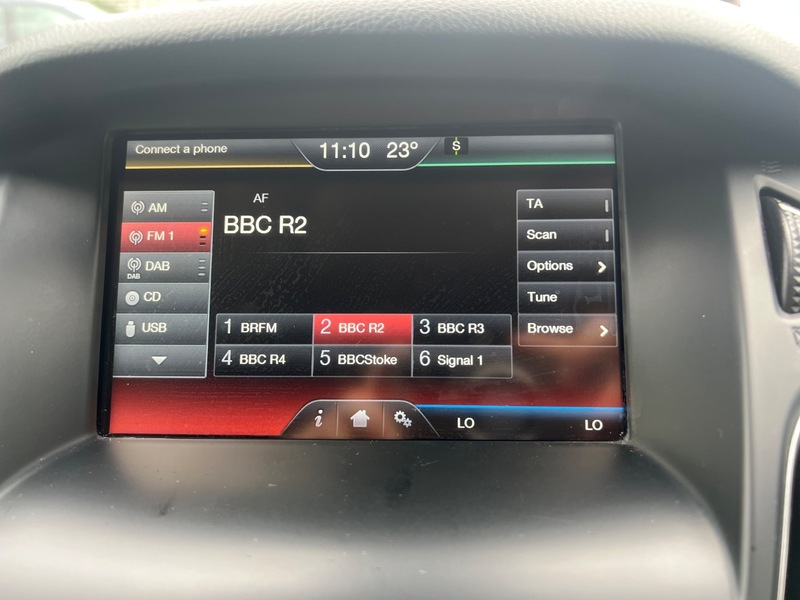 Connect a phone
11:10 23°
S
AM
FM 1
DAB
DAB
CD
USB
AF
BBC R2
TA
Scan
Options
Tune
Browse
1 BRFM
2 BBC R2
3 BBC R3
4 BBC R4
5 BBCStoke
6 Signal 1
i
LO
LO